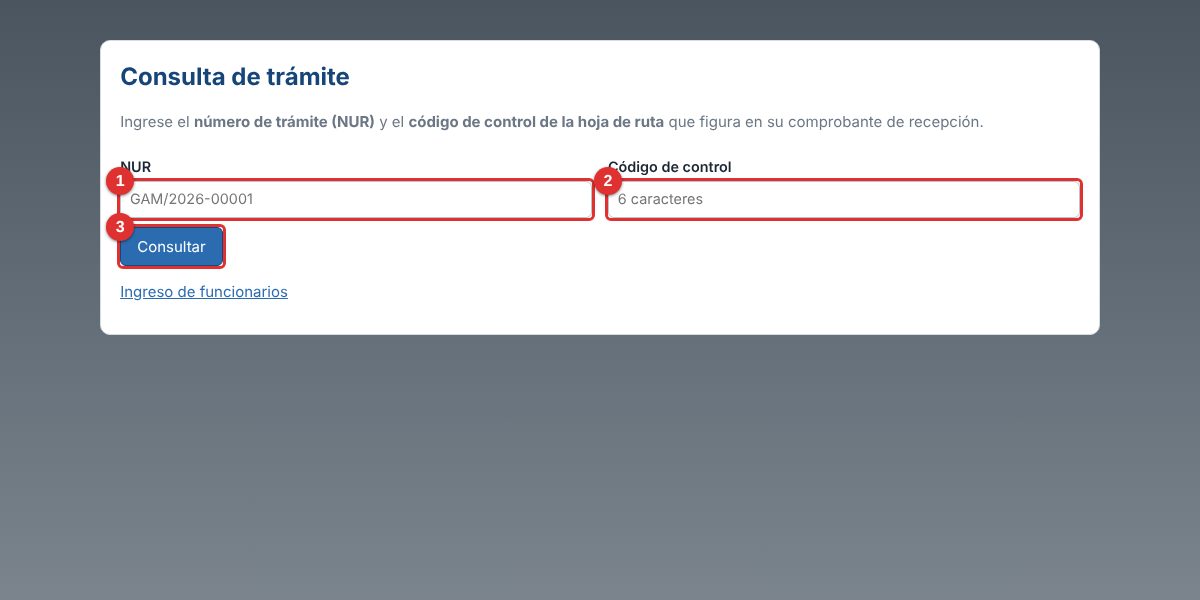 Consulta de trámite
Ingrese el número de trámite (NUR) y el código de control de la hoja de ruta que figura en su comprobante de recepción.
NUR
Código de control
1
GAM/2026-00001
2
6 caracteres
3
Consultar
Ingreso de funcionarios